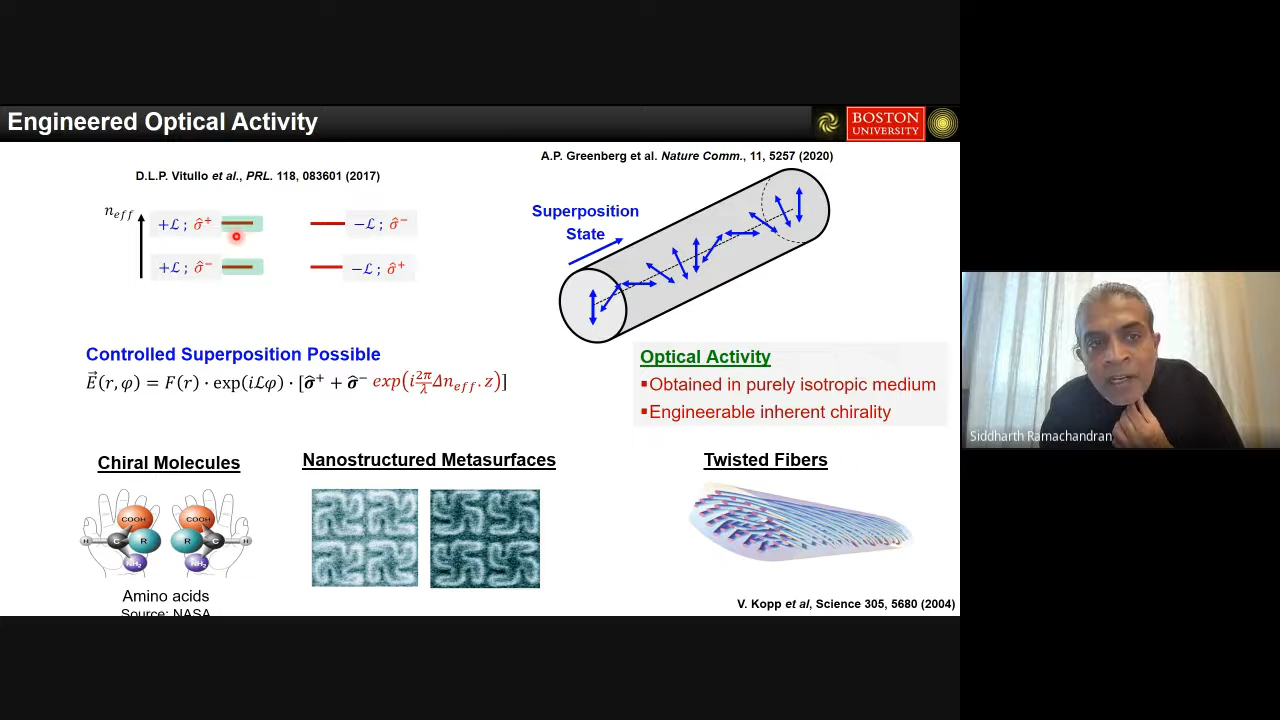 Engineered Optical Activity
BOSTON
UNIVERSITY
A.P. Greenberg et al. Nature Comm., 11, 5257 (2020)
D.L.P. Vitullo et al., PRL. 118, 083601 (2017)
n_eff
+ℒ ; σ̂⁺
−ℒ ; σ̂⁻
+ℒ ; σ̂⁻
−ℒ ; σ̂⁺
Superposition
State
Controlled Superposition Possible
E⃗(r, φ) = F(r) · exp(iℒφ) · [σ̂⁺ + σ̂⁻ exp(i 2π/λ Δn_eff. z)]
Optical Activity
▪Obtained in purely isotropic medium
▪Engineerable inherent chirality
Siddharth Ramachandran
Chiral Molecules
Nanostructured Metasurfaces
Twisted Fibers
COOH
COOH
H
C
R
R
C
H
NH₂
NH₂
Amino acids
Source: NASA
V. Kopp et al, Science 305, 5680 (2004)